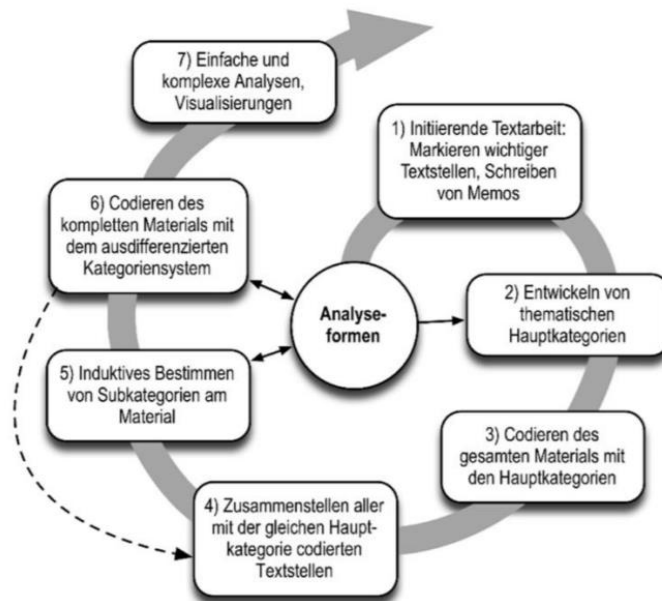 7) Einfache und
komplexe Analysen,
Visualisierungen
1) Initiierende Textarbeit:
Markieren wichtiger
Textstellen, Schreiben
von Memos
6) Codieren des
kompletten Materials mit
dem ausdifferenzierten
Kategoriensystem
Analyse-
formen
2) Entwickeln von
thematischen
Hauptkategorien
5) Induktives Bestimmen
von Subkategorien am
Material
3) Codieren des
gesamten Materials mit
den Hauptkategorien
4) Zusammenstellen aller
mit der gleichen Haupt-
kategorie codierten
Textstellen